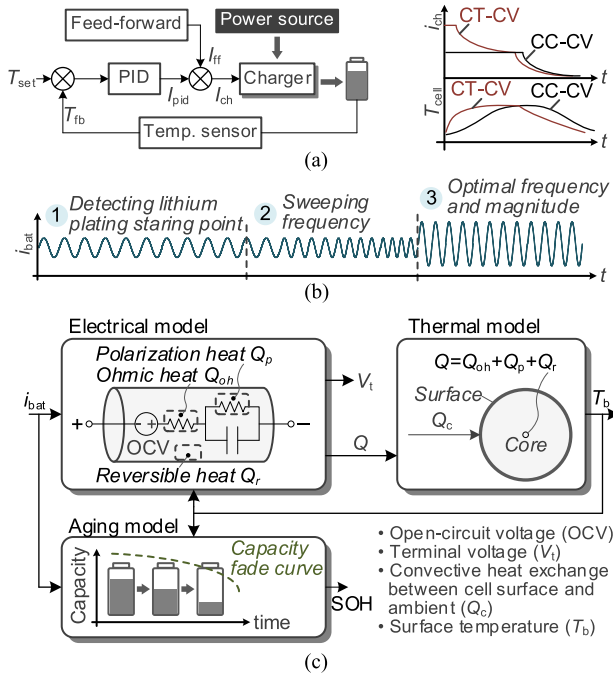 Feed-forward
Power source
T_set
PID
I_pid
I_ff
I_ch
Charger
T_fb
Temp. sensor
i_ch
CT-CV
CC-CV
t
T_cell
CT-CV
CC-CV
t
(a)
1 Detecting lithium
plating staring point
2 Sweeping
frequency
3 Optimal frequency
and magnitude
i_bat
t
(b)
Electrical model
Polarization heat Q_p
Ohmic heat Q_oh
+ OCV + −
Reversible heat Q_r
i_bat
V_t
Q
Thermal model
Q=Q_oh+Q_p+Q_r
Surface
Q_c
Core
T_b
Aging model
Capacity
Capacity
fade curve
time
SOH
• Open-circuit voltage (OCV)
• Terminal voltage (V_t)
• Convective heat exchange
between cell surface and
ambient (Q_c)
• Surface temperature (T_b)
(c)